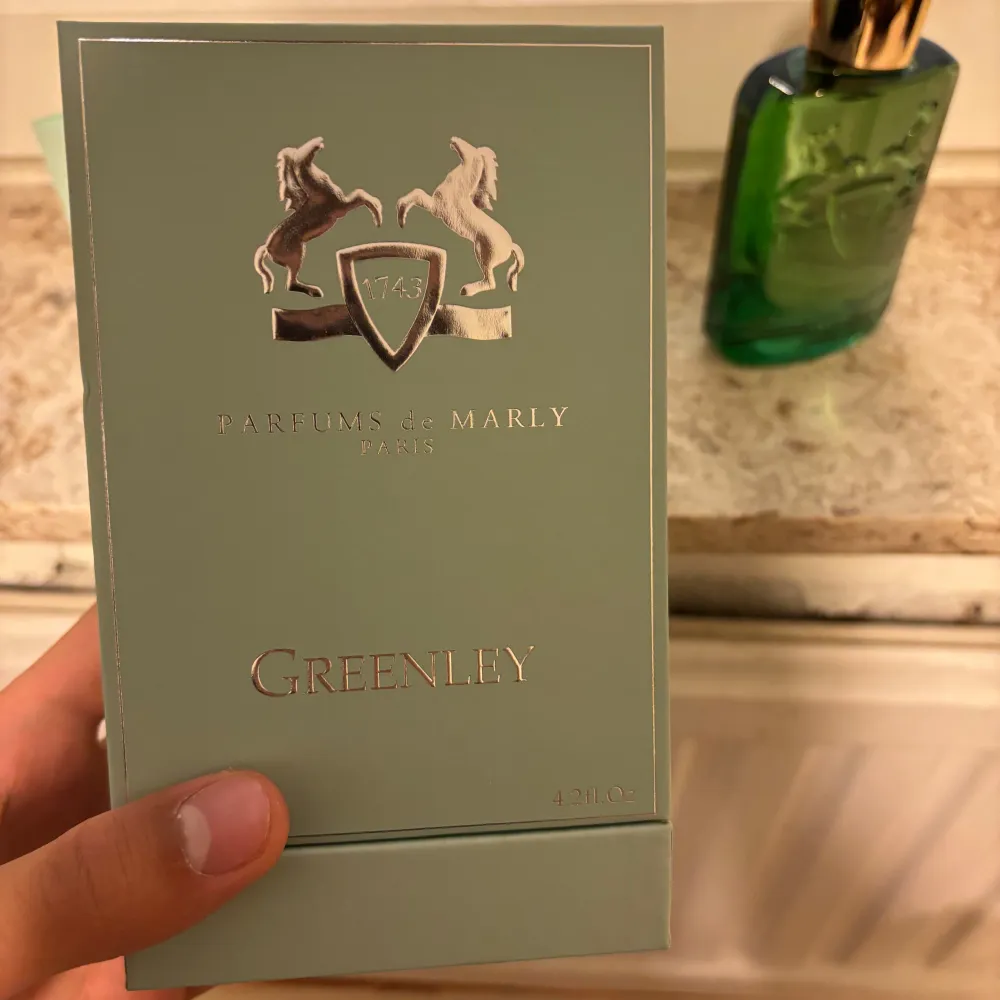 1743
PARFUMS de MARLY
PARIS
GREENLEY
4.2fl.Oz